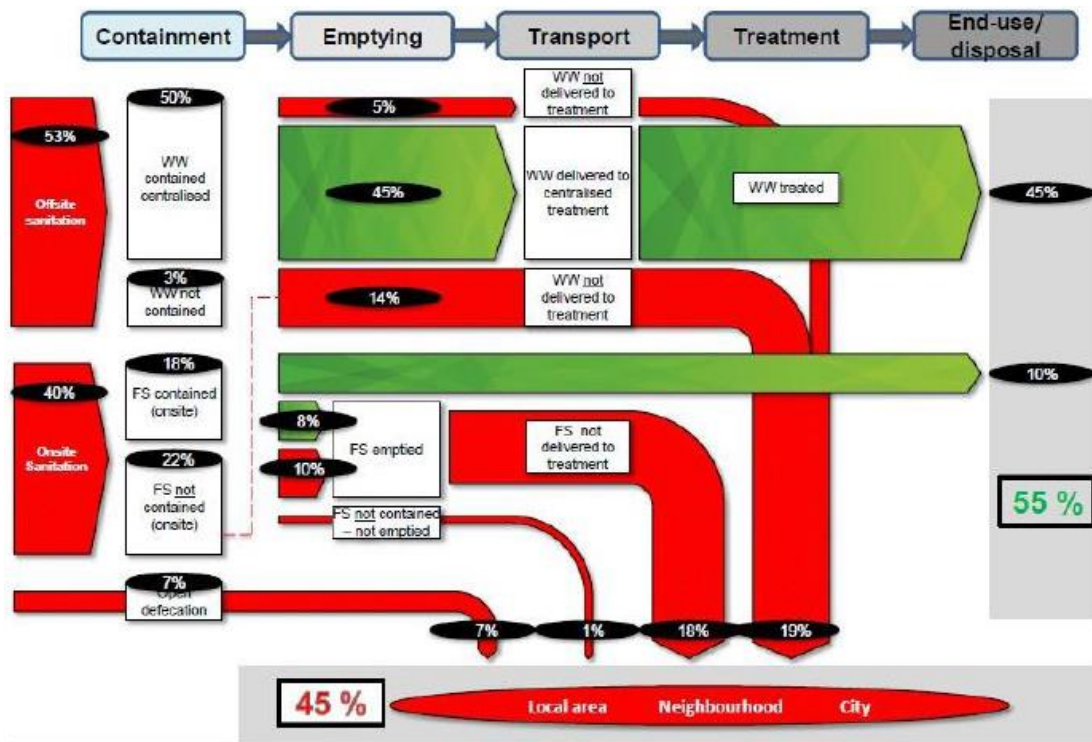 Containment
Emptying
Transport
Treatment
End-use/
disposal
53%
Offsite
sanitation
50%
WW
contained
centralised
3%
WW not
contained
5%
WW not
delivered to
treatment
45%
WW delivered to
centralised
treatment
WW treated
45%
14%
WW not
delivered to
treatment
10%
40%
Onsite
Sanitation
18%
FS contained
(onsite)
22%
FS not
contained
(onsite)
8%
10%
FS emptied
FS not
delivered to
treatment
FS not contained
– not emptied
55 %
7%
Open
defecation
7%
1%
18%
19%
45 %
Local area
Neighbourhood
City